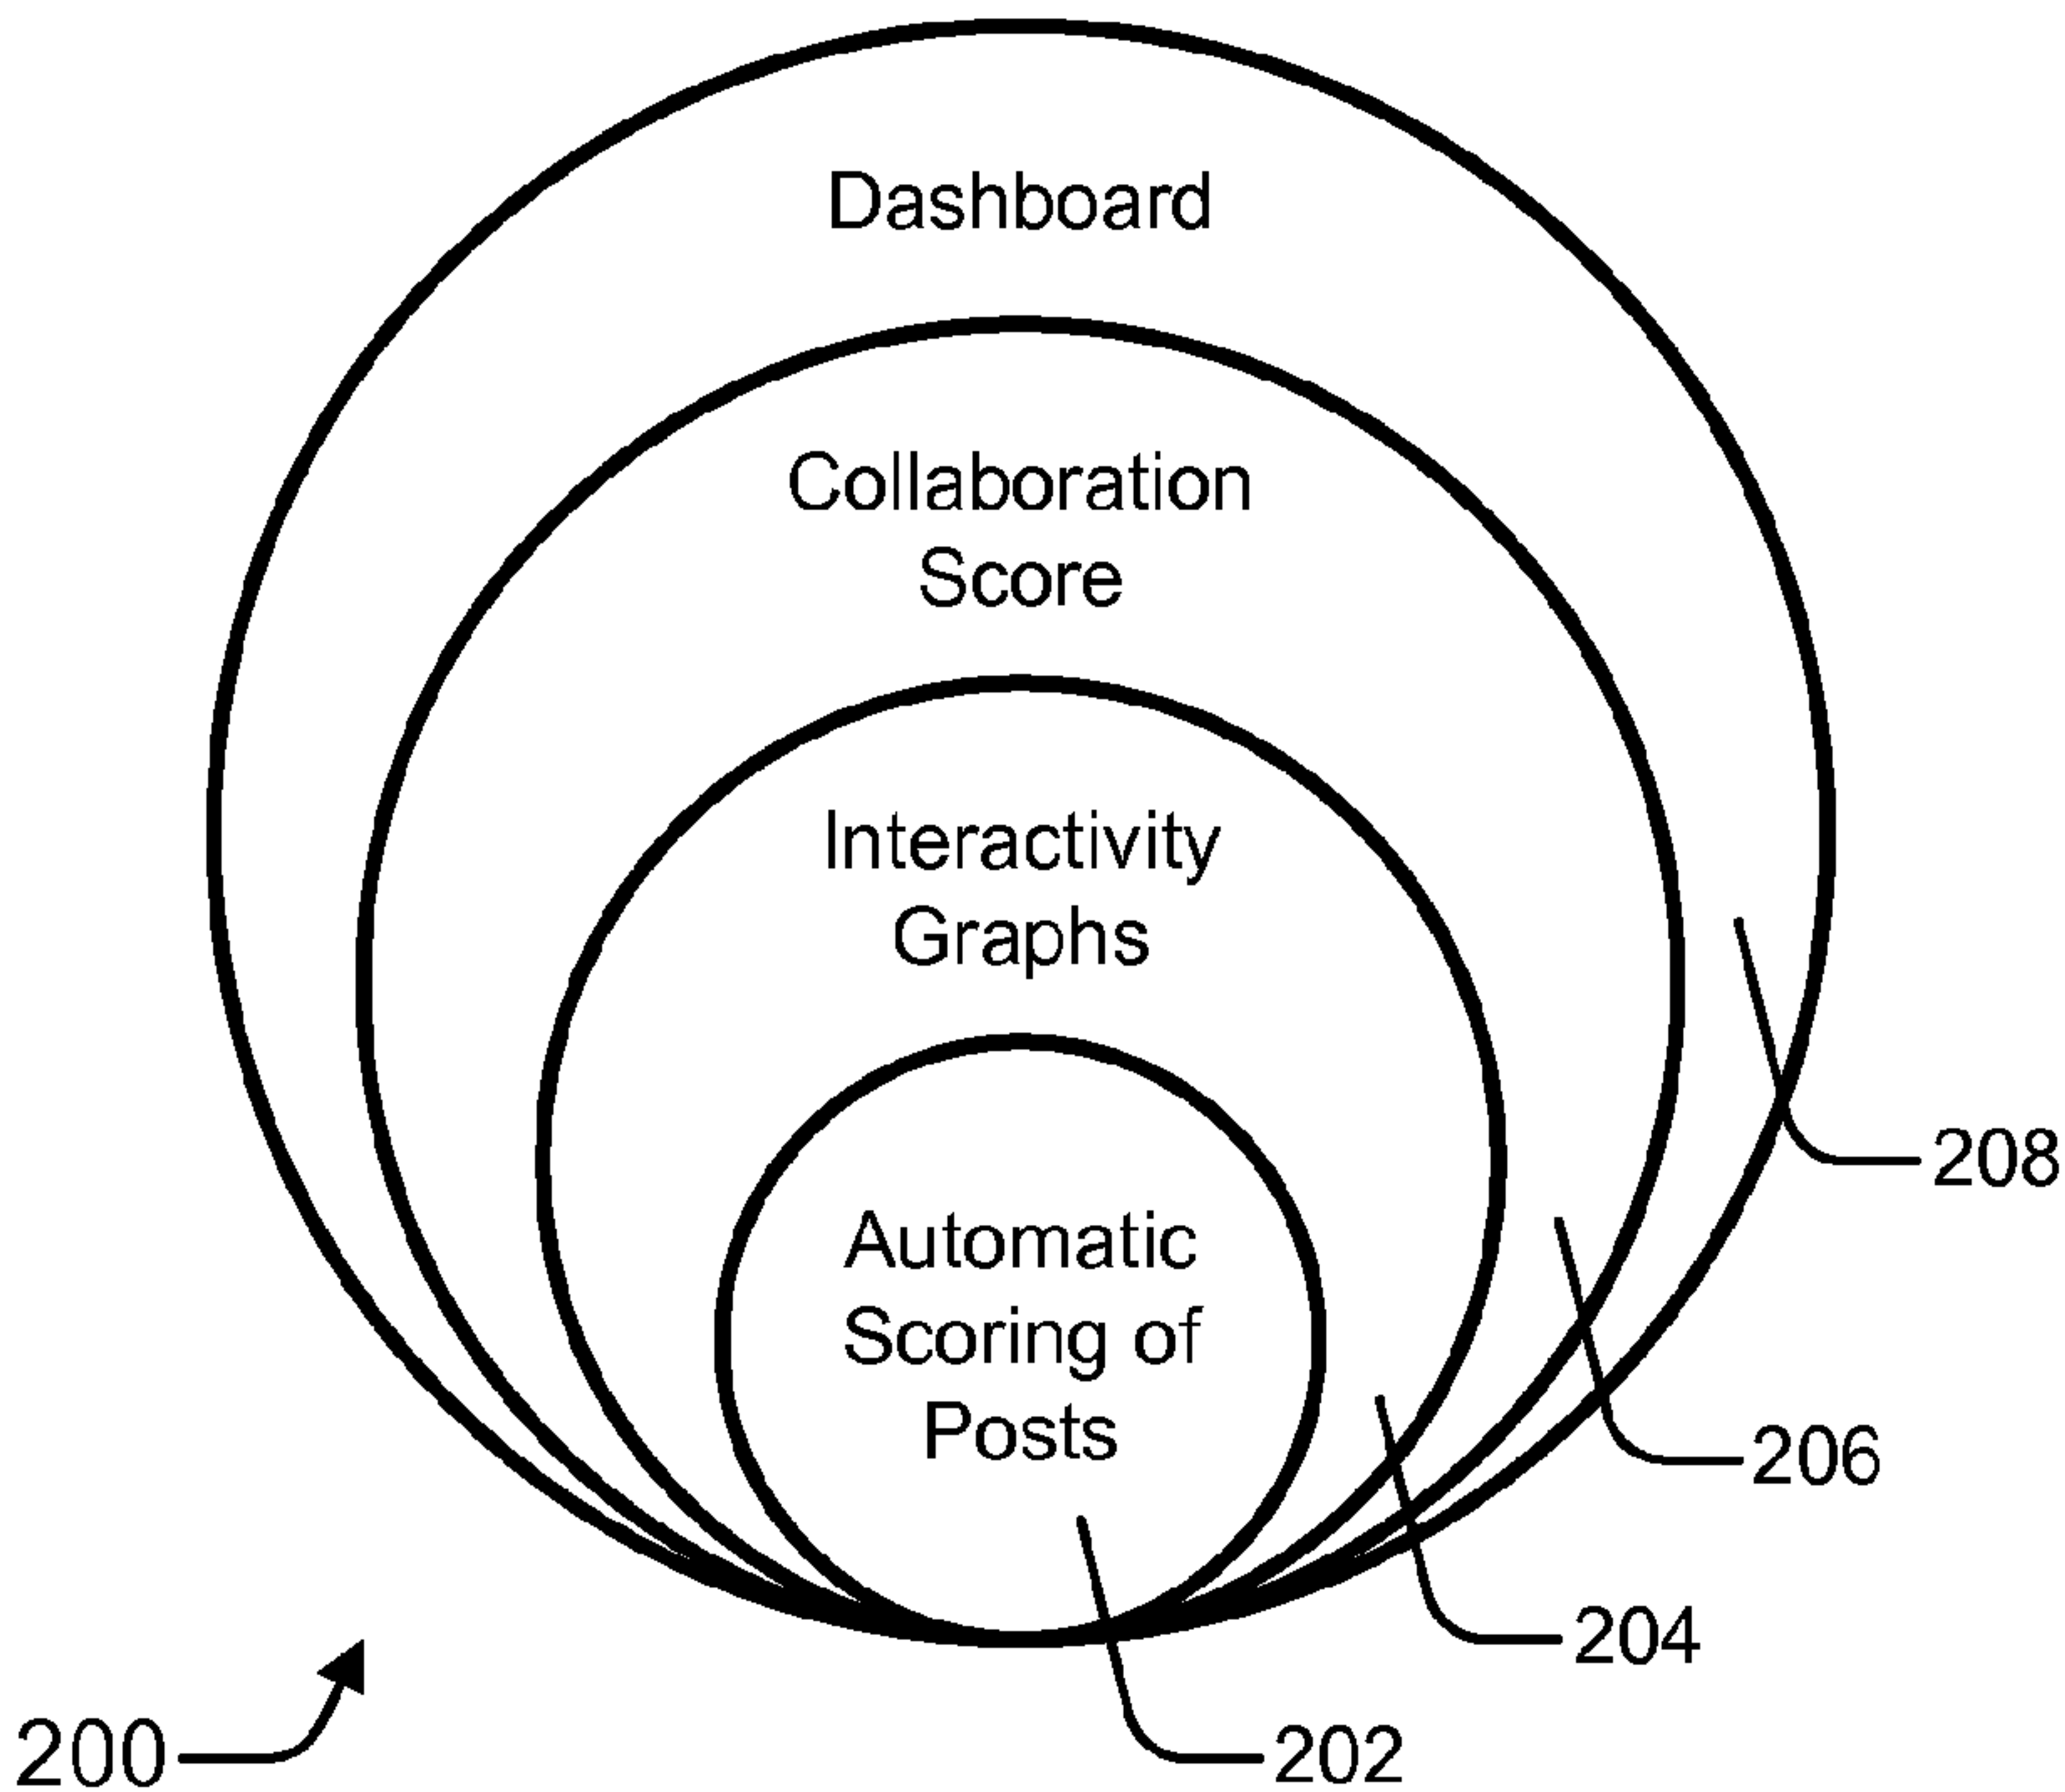 Dashboard
Collaboration
Score
Interactivity
Graphs
Automatic
Scoring of
Posts
208
206
204
202
200